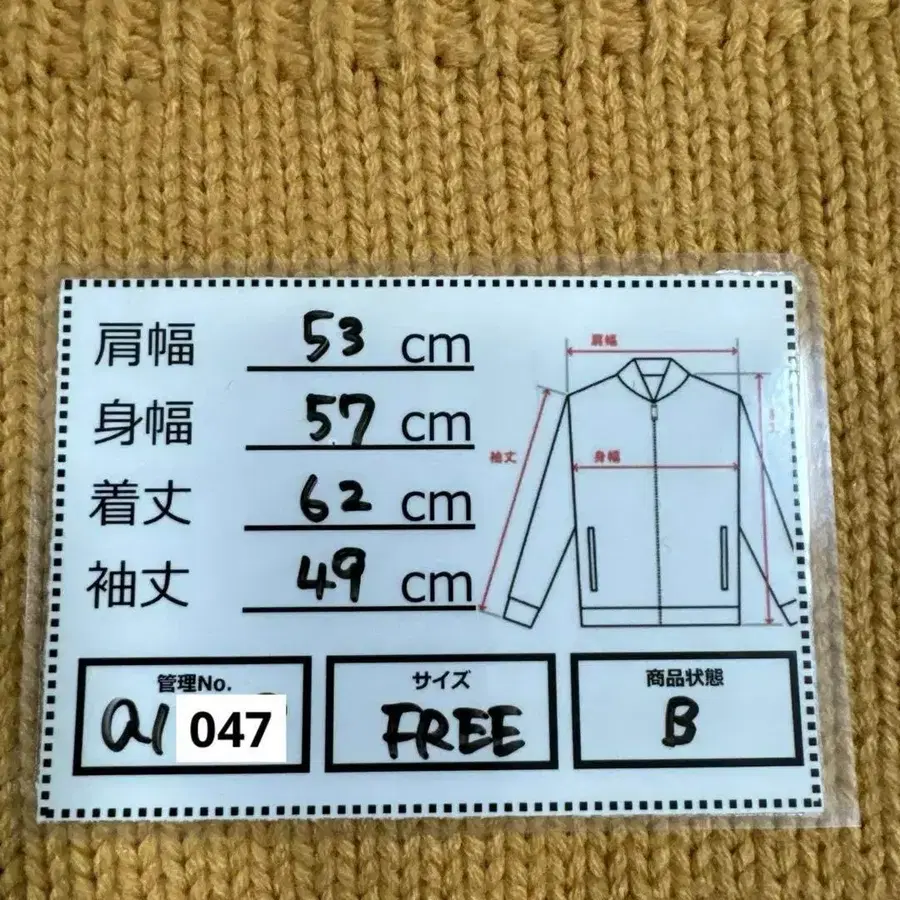 肩幅 53 cm
身幅 57 cm
着丈 62 cm
袖丈 49 cm
肩幅
袖丈
身幅
管理No.
a1 047
サイズ
FREE
商品状態
B